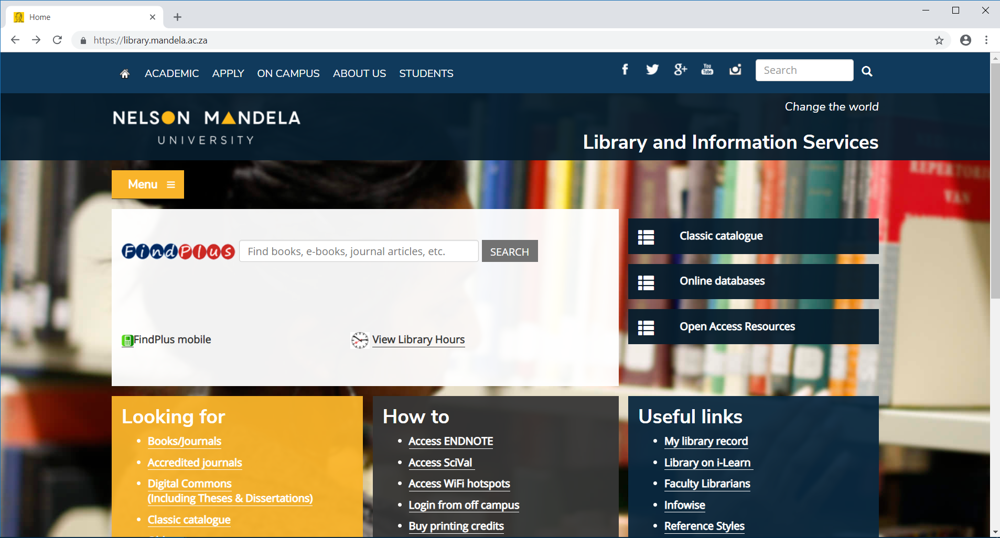 Home
https://library.mandela.ac.za
ACADEMIC APPLY ON CAMPUS ABOUT US STUDENTS
f g+ You Tube Search
Change the world
NELSON MANDELA
UNIVERSITY
Library and Information Services
Menu
REPERTORI
VAN
FindPlus Find books, e-books, journal articles, etc. SEARCH
Classic catalogue
Online databases
Open Access Resources
FindPlus mobile
View Library Hours
Looking for
Books/Journals
Accredited journals
Digital Commons
(Including Theses & Dissertations)
Classic catalogue
How to
Access ENDNOTE
Access SciVal
Access WiFi hotspots
Login from off campus
Buy printing credits
Useful links
My library record
Library on i-Learn
Faculty Librarians
Infowise
Reference Styles